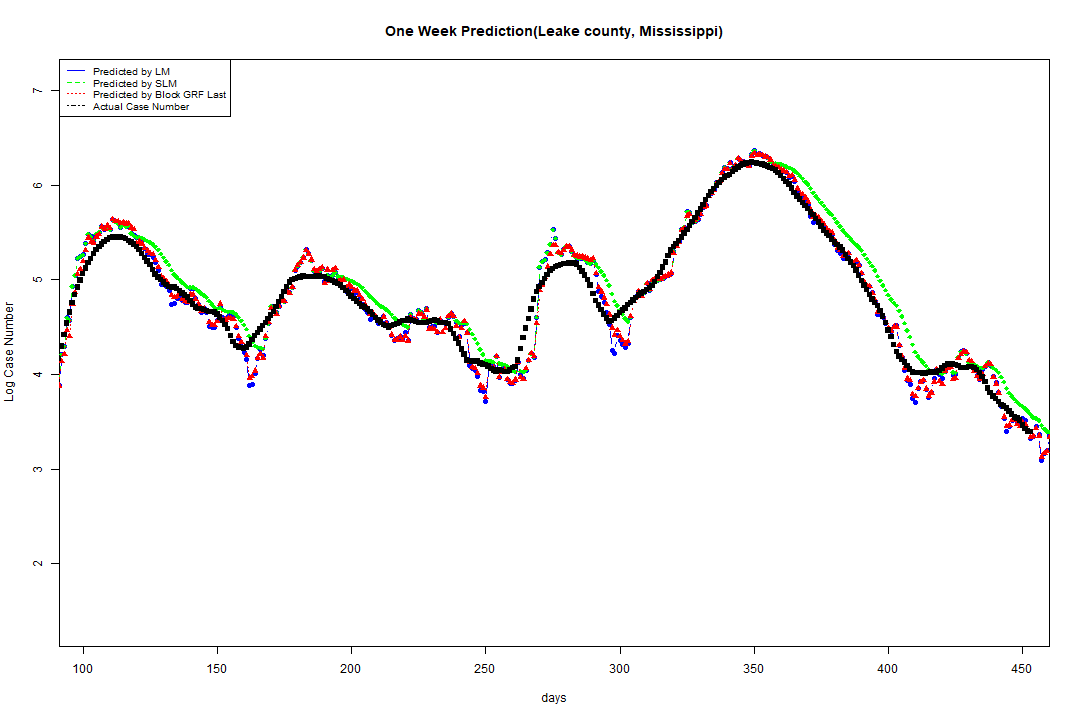 One Week Prediction(Leake county, Mississippi)
Predicted by LM
Predicted by SLM
Predicted by Block GRF Last
Actual Case Number
7
6
5
4
3
2
Log Case Number
100 150 200 250 300 350 400 450
days